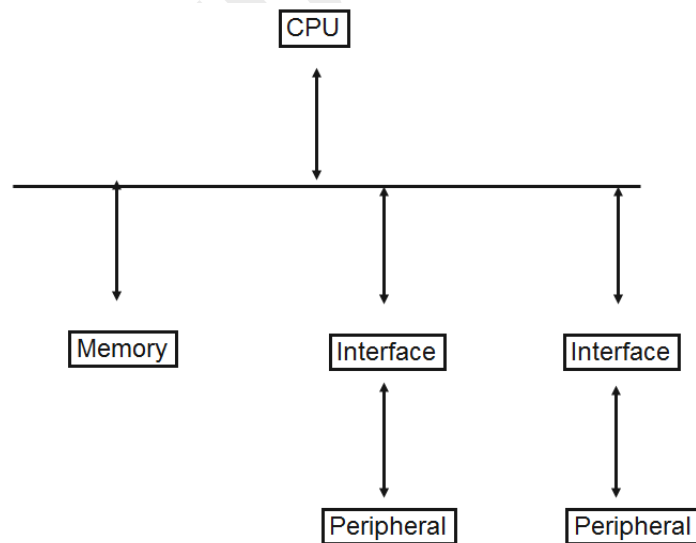 CPU
Memory
Interface
Interface
Peripheral
Peripheral